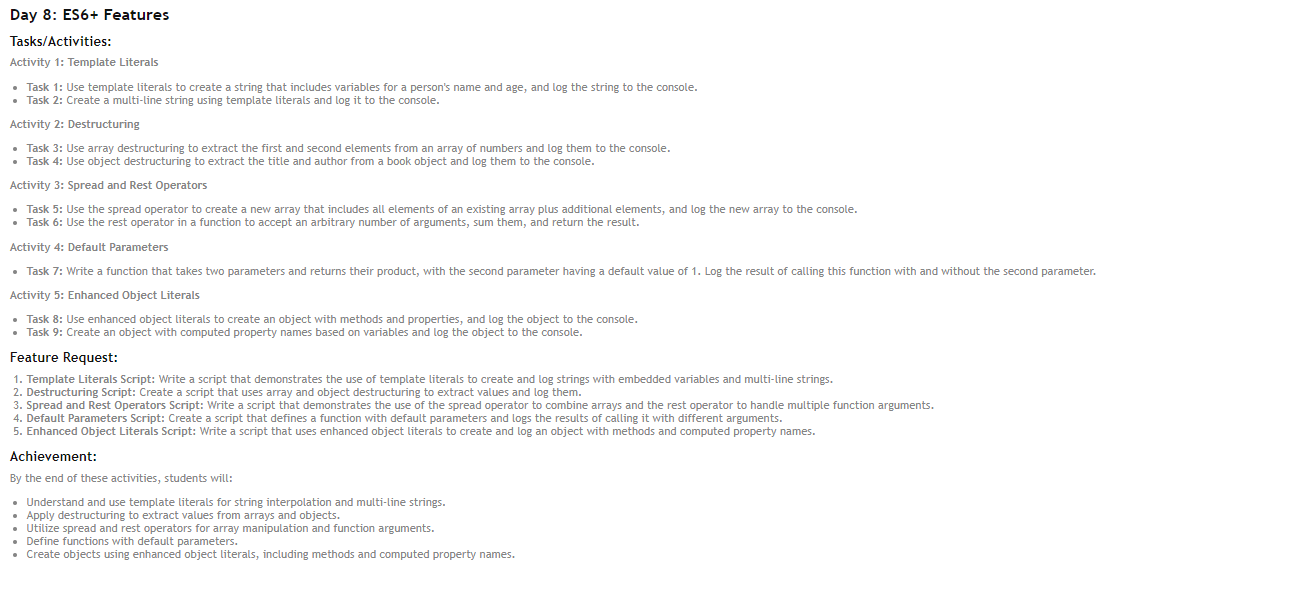 Day 8: ES6+ Features
Tasks/Activities:
Activity 1: Template Literals
• Task 1: Use template literals to create a string that includes variables for a person's name and age, and log the string to the console.
• Task 2: Create a multi-line string using template literals and log it to the console.
Activity 2: Destructuring
• Task 3: Use array destructuring to extract the first and second elements from an array of numbers and log them to the console.
• Task 4: Use object destructuring to extract the title and author from a book object and log them to the console.
Activity 3: Spread and Rest Operators
• Task 5: Use the spread operator to create a new array that includes all elements of an existing array plus additional elements, and log the new array to the console.
• Task 6: Use the rest operator in a function to accept an arbitrary number of arguments, sum them, and return the result.
Activity 4: Default Parameters
• Task 7: Write a function that takes two parameters and returns their product, with the second parameter having a default value of 1. Log the result of calling this function with and without the second parameter.
Activity 5: Enhanced Object Literals
• Task 8: Use enhanced object literals to create an object with methods and properties, and log the object to the console.
• Task 9: Create an object with computed property names based on variables and log the object to the console.
Feature Request:
1. Template Literals Script: Write a script that demonstrates the use of template literals to create and log strings with embedded variables and multi-line strings.
2. Destructuring Script: Create a script that uses array and object destructuring to extract values and log them.
3. Spread and Rest Operators Script: Write a script that demonstrates the use of the spread operator to combine arrays and the rest operator to handle multiple function arguments.
4. Default Parameters Script: Create a script that defines a function with default parameters and logs the results of calling it with different arguments.
5. Enhanced Object Literals Script: Write a script that uses enhanced object literals to create and log an object with methods and computed property names.
Achievement:
By the end of these activities, students will:
• Understand and use template literals for string interpolation and multi-line strings.
• Apply destructuring to extract values from arrays and objects.
• Utilize spread and rest operators for array manipulation and function arguments.
• Define functions with default parameters.
• Create objects using enhanced object literals, including methods and computed property names.